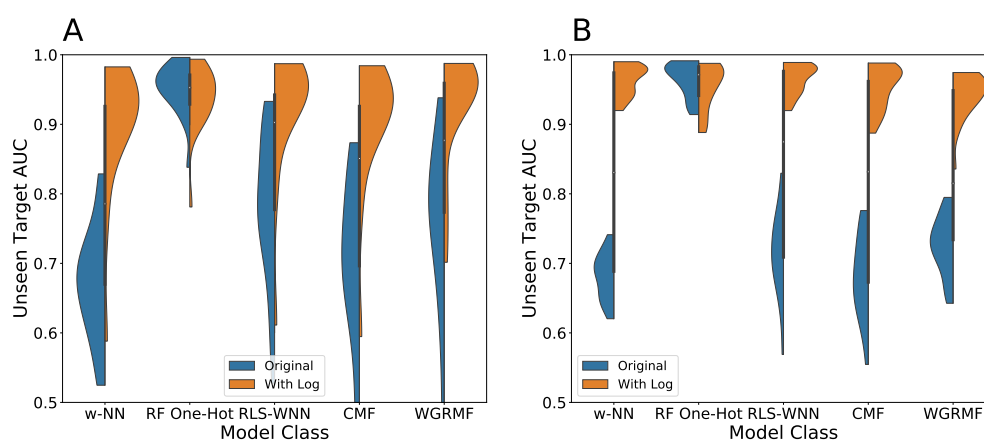 A
1.0
0.9
0.8
0.7
0.6
0.5
Unseen Target AUC
Original
With Log
w-NN RF One-Hot RLS-WNN CMF WGRMF
Model Class
B
1.0
0.9
0.8
0.7
0.6
0.5
Unseen Target AUC
Original
With Log
w-NN RF One-Hot RLS-WNN CMF WGRMF
Model Class